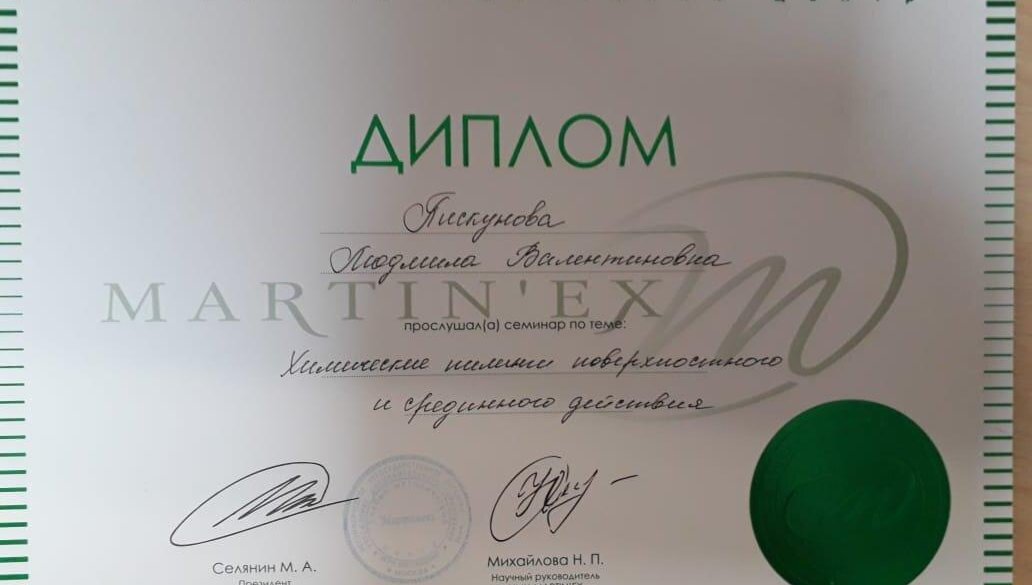 ДИПЛОМ
Пискунова
Людмила Валентиновна
MARTIN'EX
прослушал(а) семинар по теме:
Химические пилинги поверхностного
и срединного действия
Селянин М. А.
Президент
Михайлова Н. П.
Научный руководитель